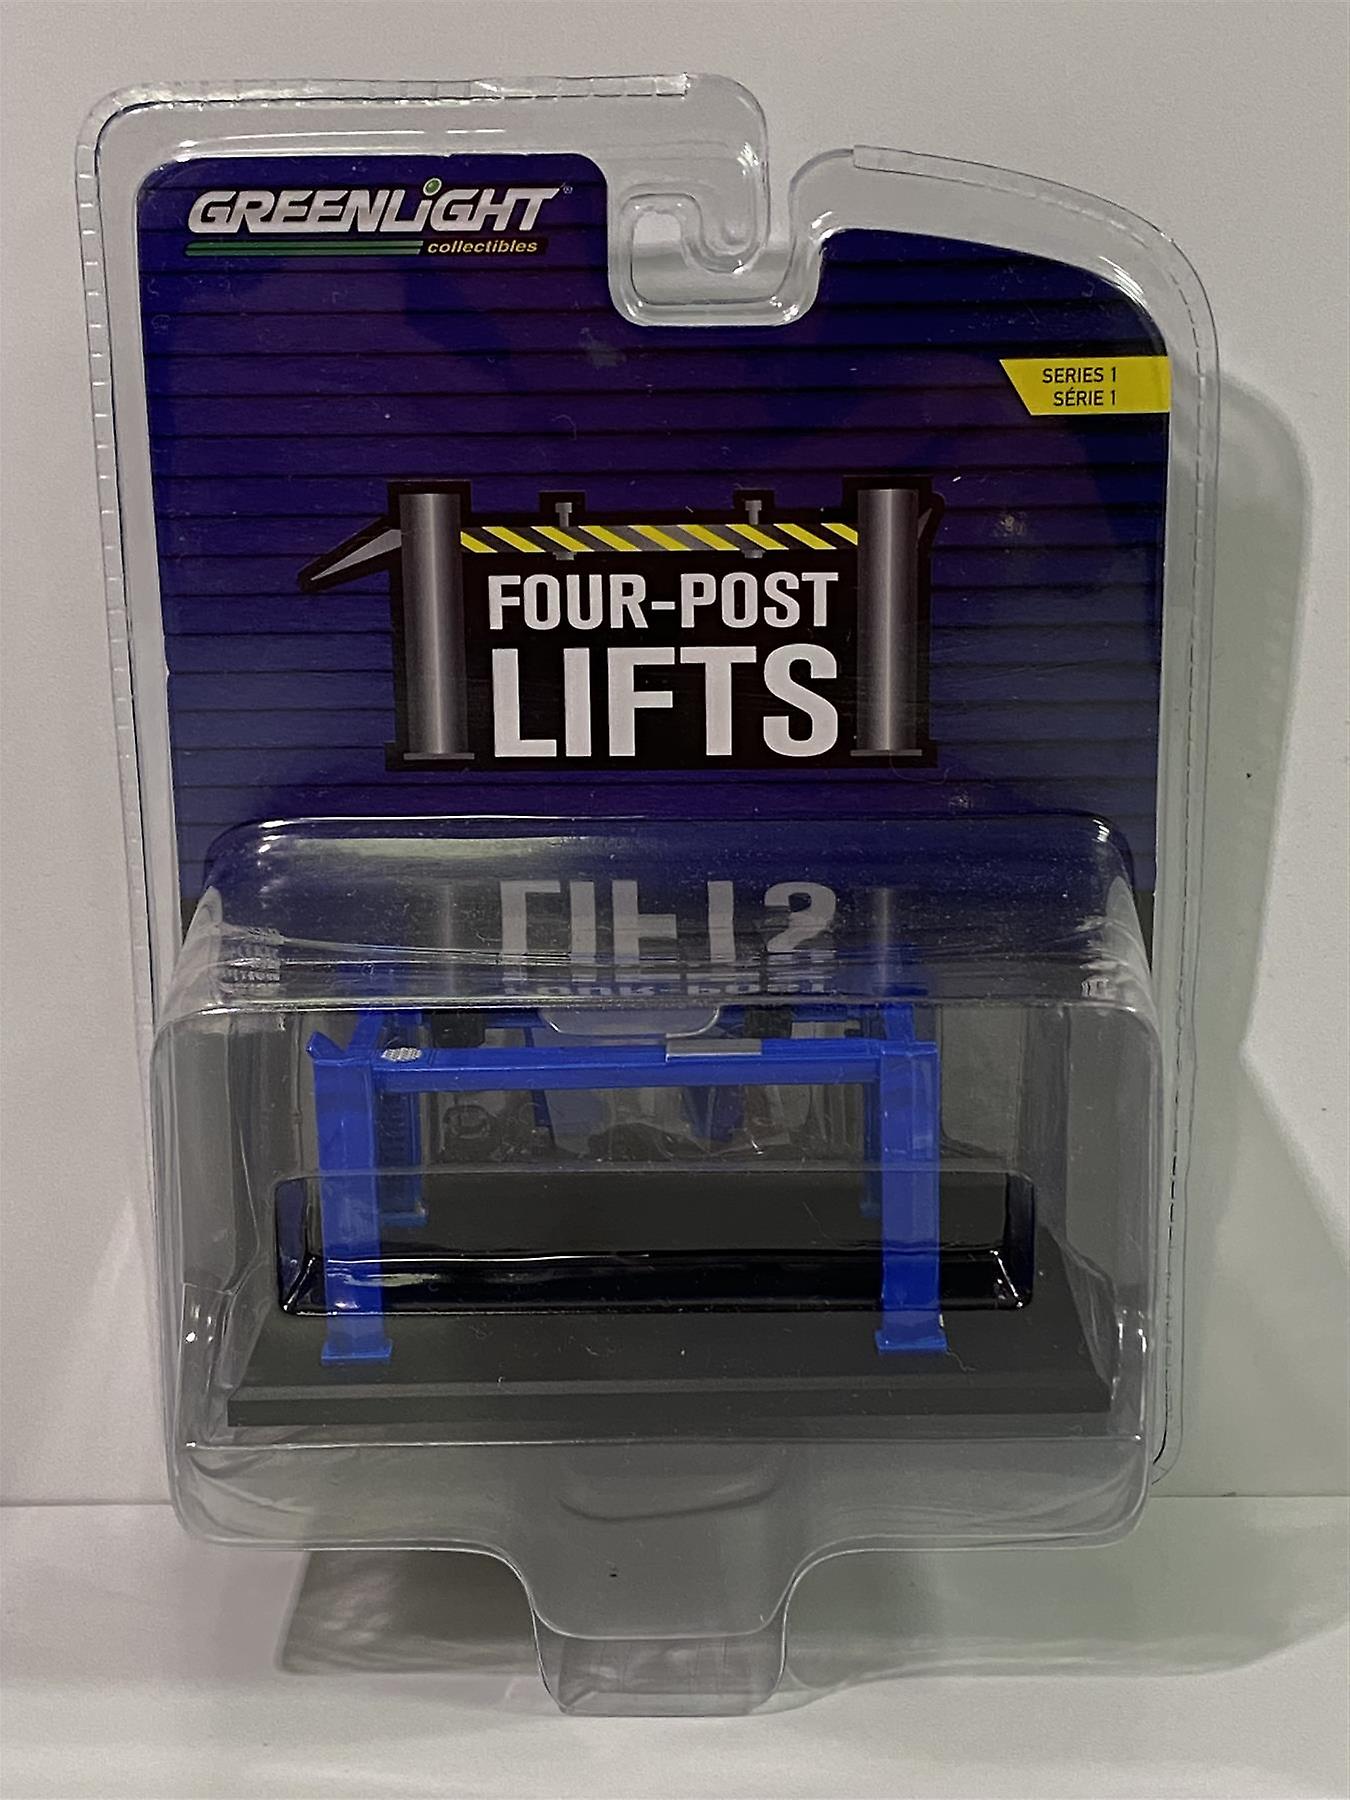 GREENLiGHT®
collectibles
SERIES 1
SÉRIE 1
FOUR-POST
LIFTS